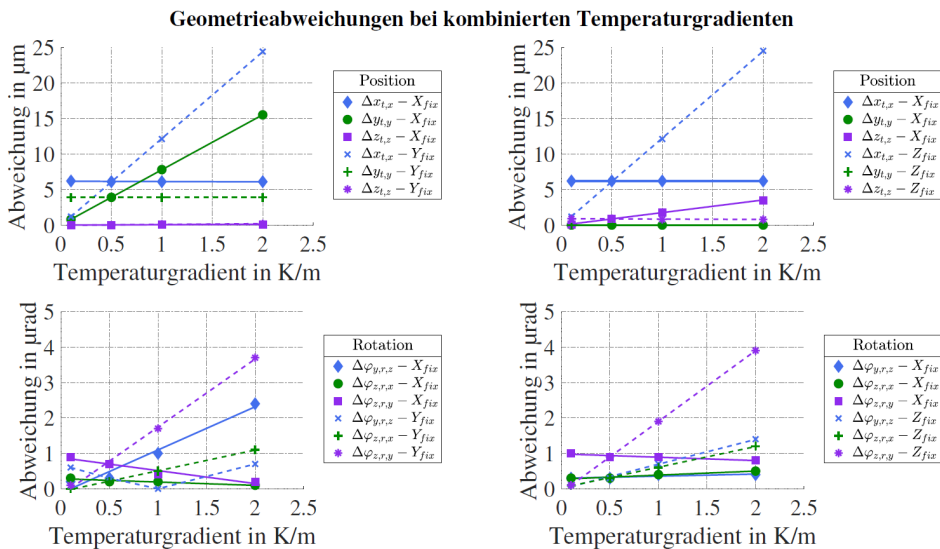 Geometrieabweichungen bei kombinierten Temperaturgradienten
Abweichung in µm
25
20
15
10
5
0
0 0.5 1 1.5 2 2.5
Temperaturgradient in K/m
Position
Δx_{t,x} − X_{fix}
Δy_{t,y} − X_{fix}
Δz_{t,z} − X_{fix}
Δx_{t,x} − Y_{fix}
Δy_{t,y} − Y_{fix}
Δz_{t,z} − Y_{fix}
Abweichung in µm
25
20
15
10
5
0
0 0.5 1 1.5 2 2.5
Temperaturgradient in K/m
Position
Δx_{t,x} − X_{fix}
Δy_{t,y} − X_{fix}
Δz_{t,z} − X_{fix}
Δx_{t,x} − Z_{fix}
Δy_{t,y} − Z_{fix}
Δz_{t,z} − Z_{fix}
Abweichung in µrad
5
4
3
2
1
0
0 0.5 1 1.5 2 2.5
Temperaturgradient in K/m
Rotation
Δφ_{y,r,z} − X_{fix}
Δφ_{z,r,x} − X_{fix}
Δφ_{z,r,y} − X_{fix}
Δφ_{y,r,z} − Y_{fix}
Δφ_{z,r,x} − Y_{fix}
Δφ_{z,r,y} − Y_{fix}
Abweichung in µrad
5
4
3
2
1
0
0 0.5 1 1.5 2 2.5
Temperaturgradient in K/m
Rotation
Δφ_{y,r,z} − X_{fix}
Δφ_{z,r,x} − X_{fix}
Δφ_{z,r,y} − X_{fix}
Δφ_{y,r,z} − Z_{fix}
Δφ_{z,r,x} − Z_{fix}
Δφ_{z,r,y} − Z_{fix}